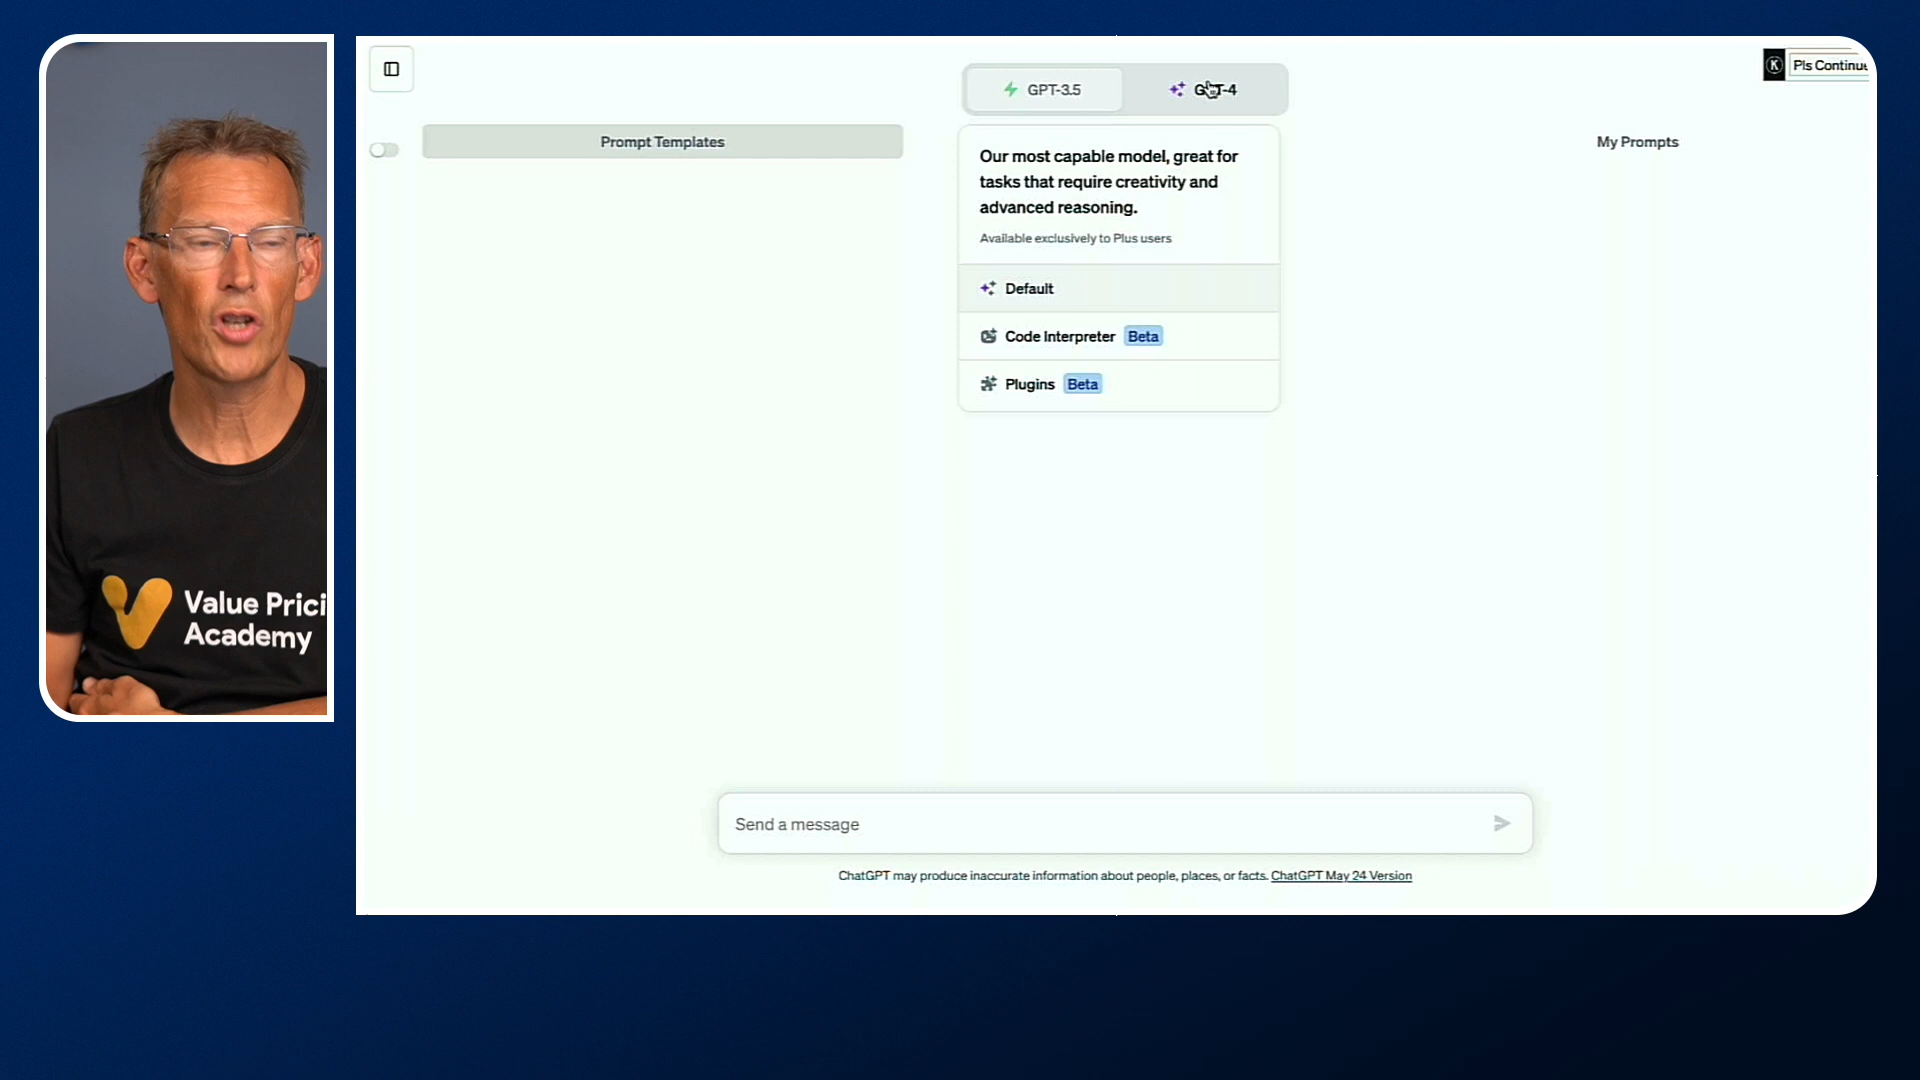 Value Prici
Academy
GPT-3.5
GPT-4
Pls Continue
Prompt Templates
My Prompts
Our most capable model, great for
tasks that require creativity and
advanced reasoning.
Available exclusively to Plus users
Default
Code Interpreter Beta
Plugins Beta
Send a message
ChatGPT may produce inaccurate information about people, places, or facts. ChatGPT May 24 Version